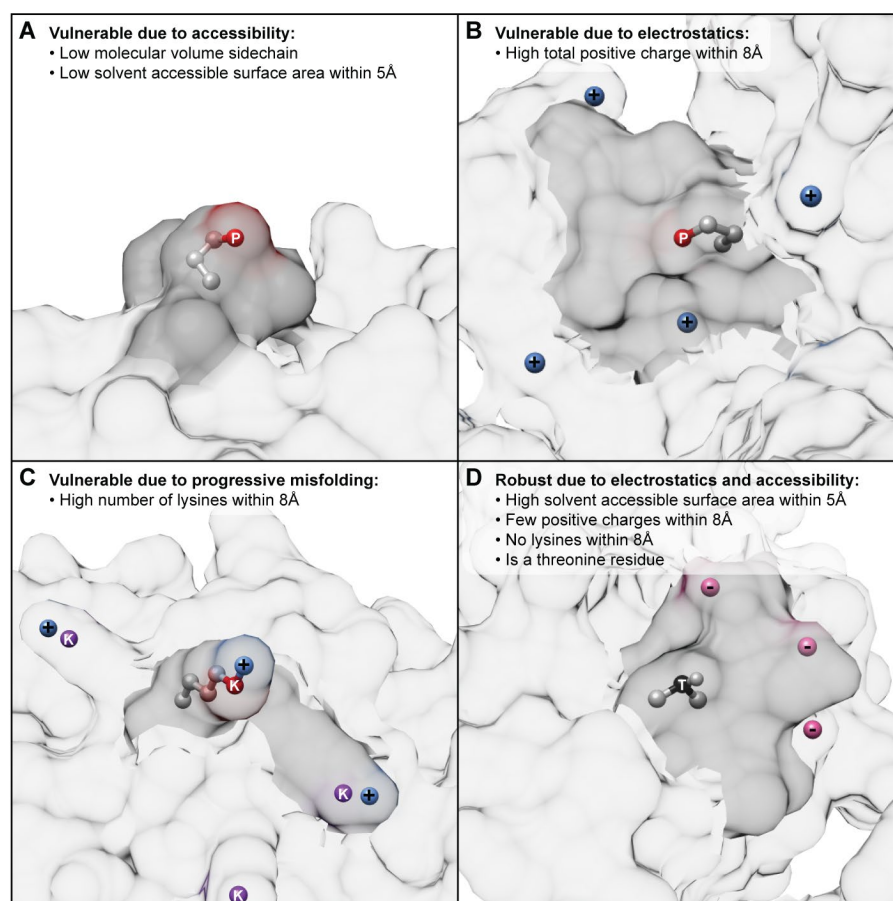 A Vulnerable due to accessibility:
• Low molecular volume sidechain
• Low solvent accessible surface area within 5Å
P
B Vulnerable due to electrostatics:
• High total positive charge within 8Å
+
+
P
+
+
C Vulnerable due to progressive misfolding:
• High number of lysines within 8Å
+
K
+
K
K
+
K
D Robust due to electrostatics and accessibility:
• High solvent accessible surface area within 5Å
• Few positive charges within 8Å
• No lysines within 8Å
• Is a threonine residue
-
-
T
-